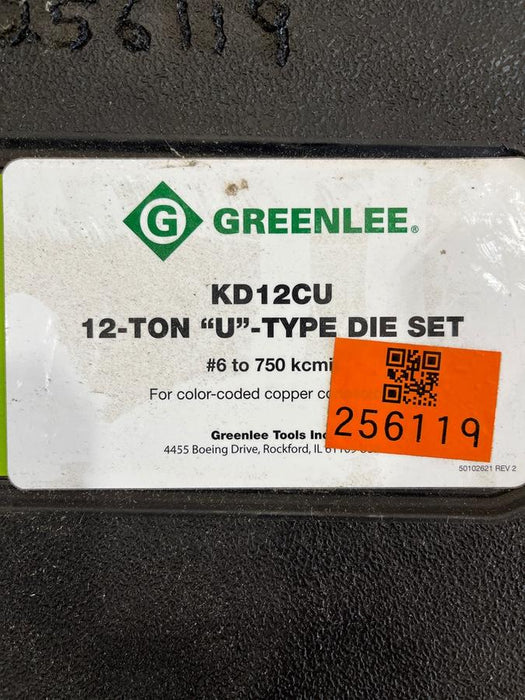 256119
G GREENLEE®
KD12CU
12-TON “U”-TYPE DIE SET
#6 to 750 kcmi
For color-coded copper
256119
Greenlee Tools Inc
4455 Boeing Drive, Rockford, IL
50102621 REV 2